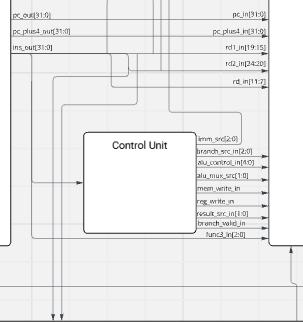 pc_out[31:0]
pc_in[31:0]
pc_plus4_out[31:0]
pc_plus4_in[31:0]
ins_out[31:0]
rd1_in[19:15]
rd2_in[24:20]
rd_in[11:7]
Control Unit
imm_src[2:0]
branch_src_in[2:0]
alu_control_in[4:0]
alu_mux_src[1:0]
mem_write_in
reg_write_in
result_src_in[1:0]
branch_valid_in
func3_in[2:0]